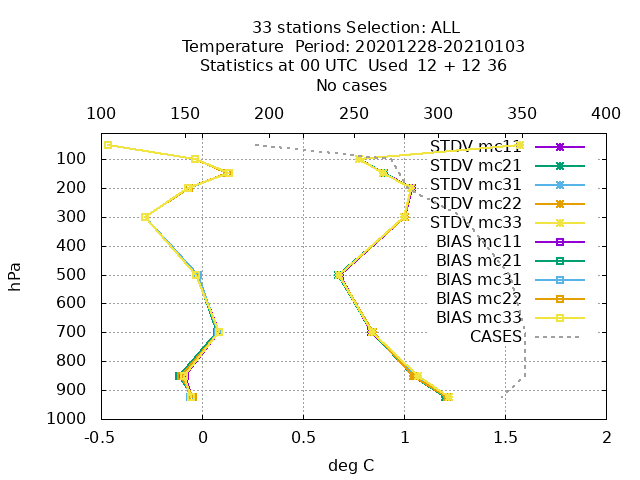 33 stations Selection: ALL
Temperature  Period: 20201228-20210103
Statistics at 00 UTC  Used  12 + 12 36
No cases
100 150 200 250 300 350 400
STDV mc11
STDV mc21
STDV mc31
STDV mc22
STDV mc33
BIAS mc11
BIAS mc21
BIAS mc31
BIAS mc22
BIAS mc33
CASES
100
200
300
400
500
600
700
800
900
1000
hPa
-0.5 0 0.5 1 1.5 2
deg C